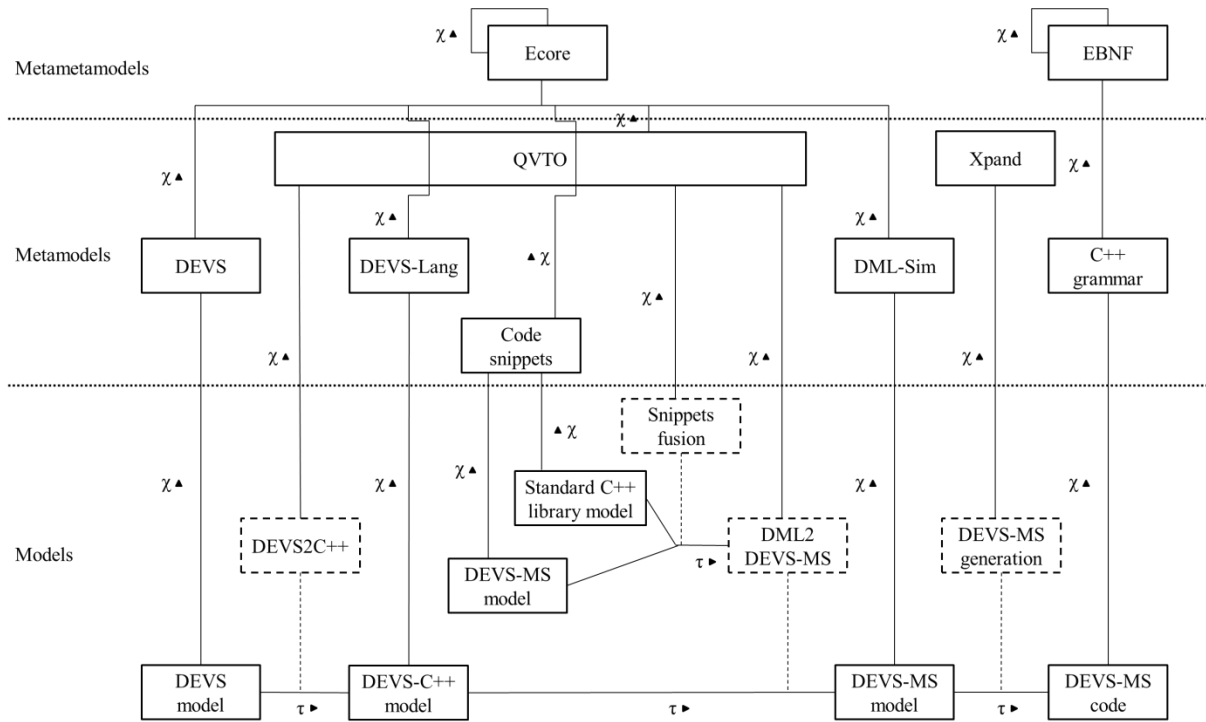 χ▲
Ecore
χ▲
EBNF
Metametamodels
χ▲
QVTO
Xpand
χ▲
χ▲
χ▲
χ▲
Metamodels
DEVS
DEVS-Lang
▲χ
DML-Sim
C++
grammar
χ▲
Code
snippets
χ▲
χ▲
χ▲
Snippets
fusion
▲χ
χ▲
χ▲
χ▲
χ▲
χ▲
Standard C++
library model
Models
DEVS2C++
DML2
DEVS-MS
DEVS-MS
generation
τ ►
DEVS-MS
model
DEVS
model
τ ►
DEVS-C++
model
τ ►
DEVS-MS
model
τ ►
DEVS-MS
code